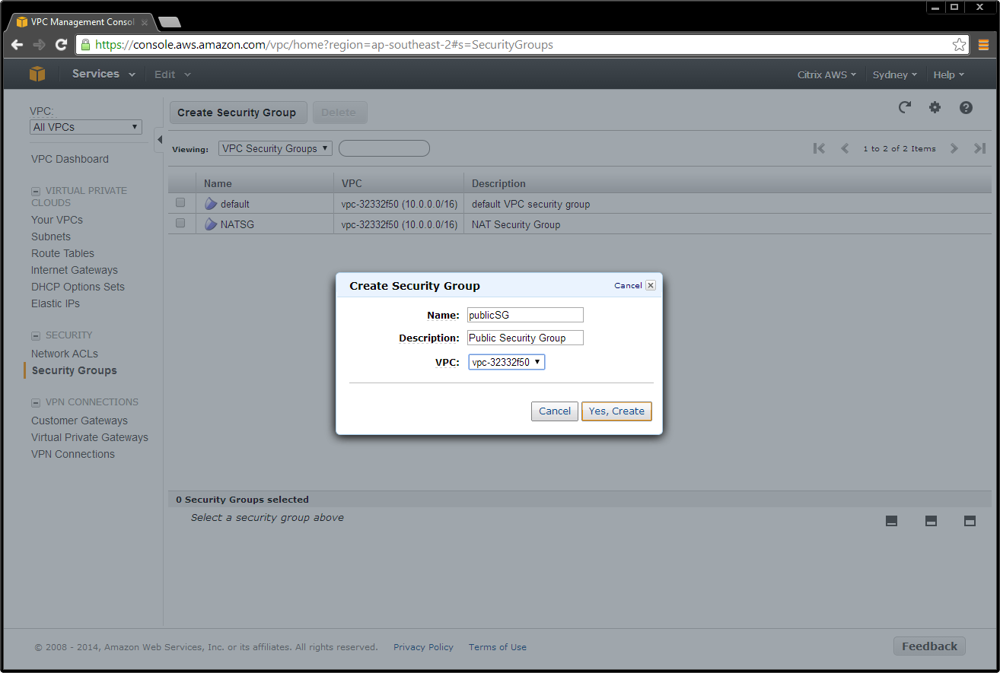 VPC Management Consol
https://console.aws.amazon.com/vpc/home?region=ap-southeast-2#s=SecurityGroups
Services Edit Citrix AWS Sydney Help
VPC:
All VPCs
VPC Dashboard
VIRTUAL PRIVATE
CLOUDS
Your VPCs
Subnets
Route Tables
Internet Gateways
DHCP Options Sets
Elastic IPs
SECURITY
Network ACLs
Security Groups
VPN CONNECTIONS
Customer Gateways
Virtual Private Gateways
VPN Connections
Create Security Group Delete
Viewing: VPC Security Groups 1 to 2 of 2 Items
Name VPC Description
default vpc-32332f50 (10.0.0.0/16) default VPC security group
NATSG vpc-32332f50 (10.0.0.0/16) NAT Security Group
Create Security Group Cancel
Name: publicSG
Description: Public Security Group
VPC: vpc-32332f50
Cancel Yes, Create
0 Security Groups selected
Select a security group above
© 2008 - 2014, Amazon Web Services, Inc. or its affiliates. All rights reserved. Privacy Policy Terms of Use Feedback